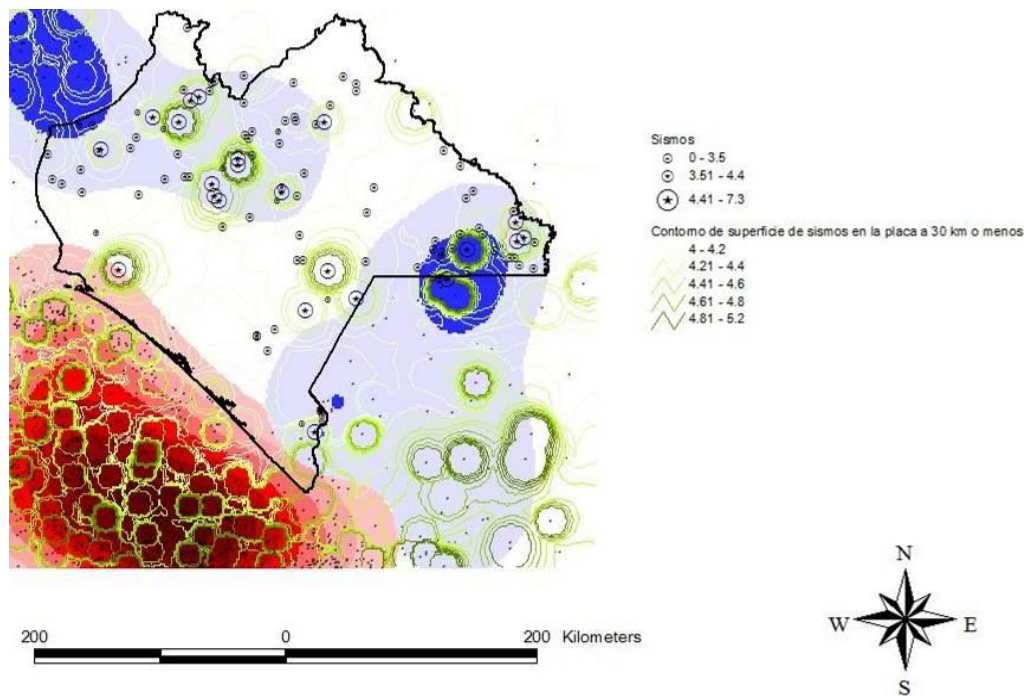 Sismos
0 - 3.5
3.51 - 4.4
4.41 - 7.3
Contorno de superficie de sismos en la placa a 30 km o menos
4 - 4.2
4.21 - 4.4
4.41 - 4.6
4.61 - 4.8
4.81 - 5.2
N
W E
S
200 0 200 Kilometers